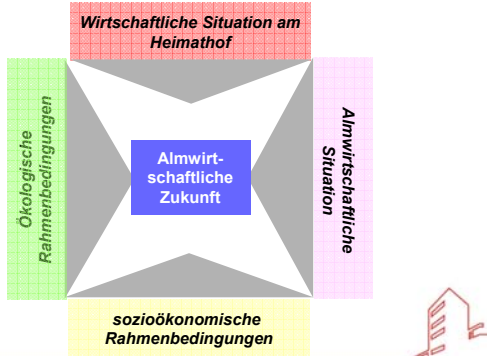 Wirtschaftliche Situation am
Heimathof
Ökologische
Rahmenbedingungen
Almwirt-
schaftliche
Zukunft
Almwirtschaftliche
Situation
sozioökonomische
Rahmenbedingungen